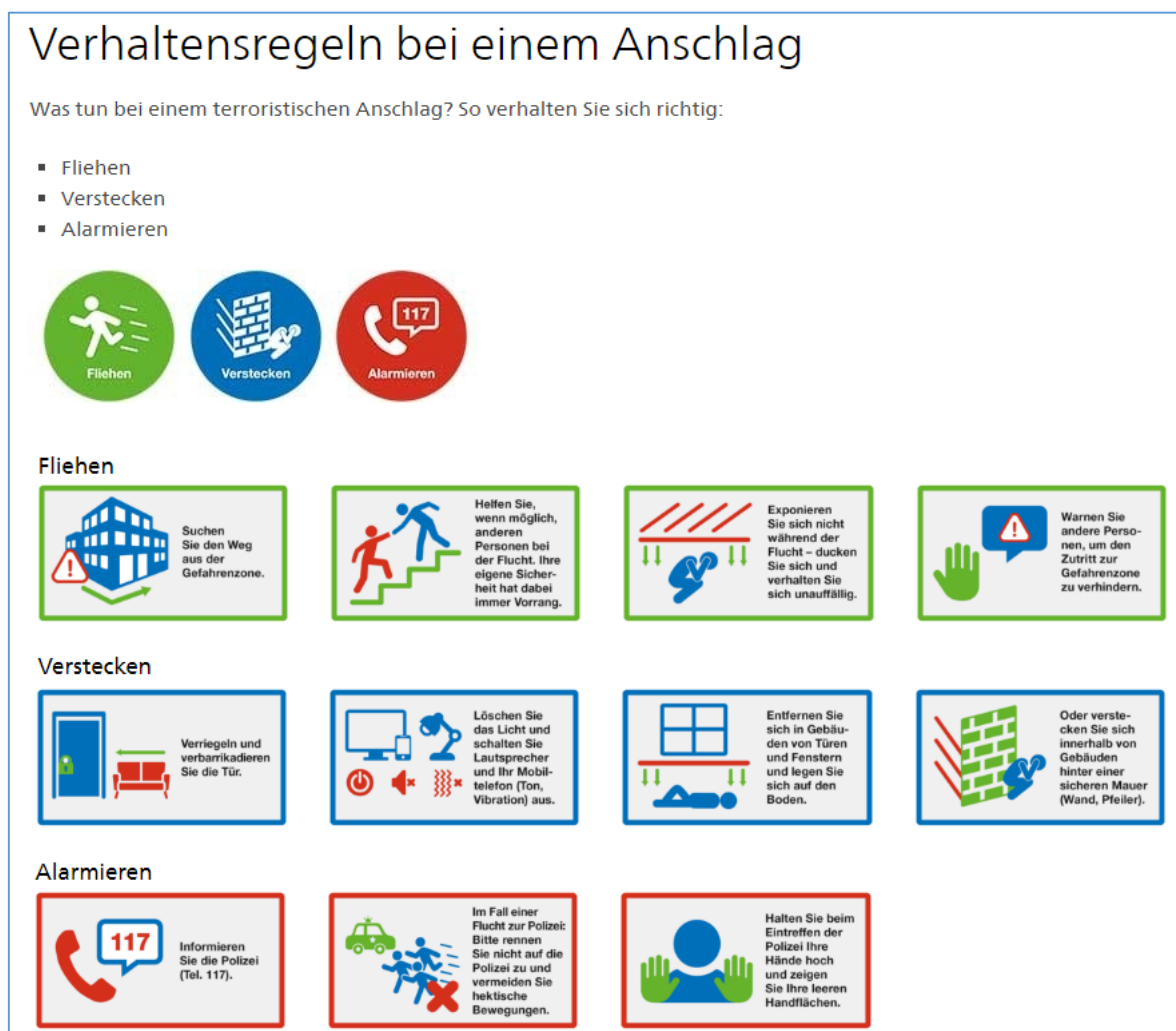 Verhaltensregeln bei einem Anschlag
Was tun bei einem terroristischen Anschlag? So verhalten Sie sich richtig:
▪ Fliehen
▪ Verstecken
▪ Alarmieren
Fliehen
Verstecken
117
Alarmieren
Fliehen
Suchen
Sie den Weg
aus der
Gefahrenzone.
Helfen Sie,
wenn möglich,
anderen
Personen bei
der Flucht. Ihre
eigene Sicher-
heit hat dabei
immer Vorrang.
Exponieren
Sie sich nicht
während der
Flucht – ducken
Sie sich und
verhalten Sie
sich unauffällig.
Warnen Sie
andere Perso-
nen, um den
Zutritt zur
Gefahrenzone
zu verhindern.
Verstecken
Verriegeln und
verbarrikadieren
Sie die Tür.
Löschen Sie
das Licht und
schalten Sie
Lautsprecher
und Ihr Mobil-
telefon (Ton,
Vibration) aus.
Entfernen Sie
sich in Gebäu-
den von Türen
und Fenstern
und legen Sie
sich auf den
Boden.
Oder verste-
cken Sie sich
innerhalb von
Gebäuden
hinter einer
sicheren Mauer
(Wand, Pfeiler).
Alarmieren
117
Informieren
Sie die Polizei
(Tel. 117).
Im Fall einer
Flucht zur Polizei:
Bitte rennen
Sie nicht auf die
Polizei zu und
vermeiden Sie
hektische
Bewegungen.
Halten Sie beim
Eintreffen der
Polizei Ihre
Hände hoch
und zeigen
Sie Ihre leeren
Handflächen.